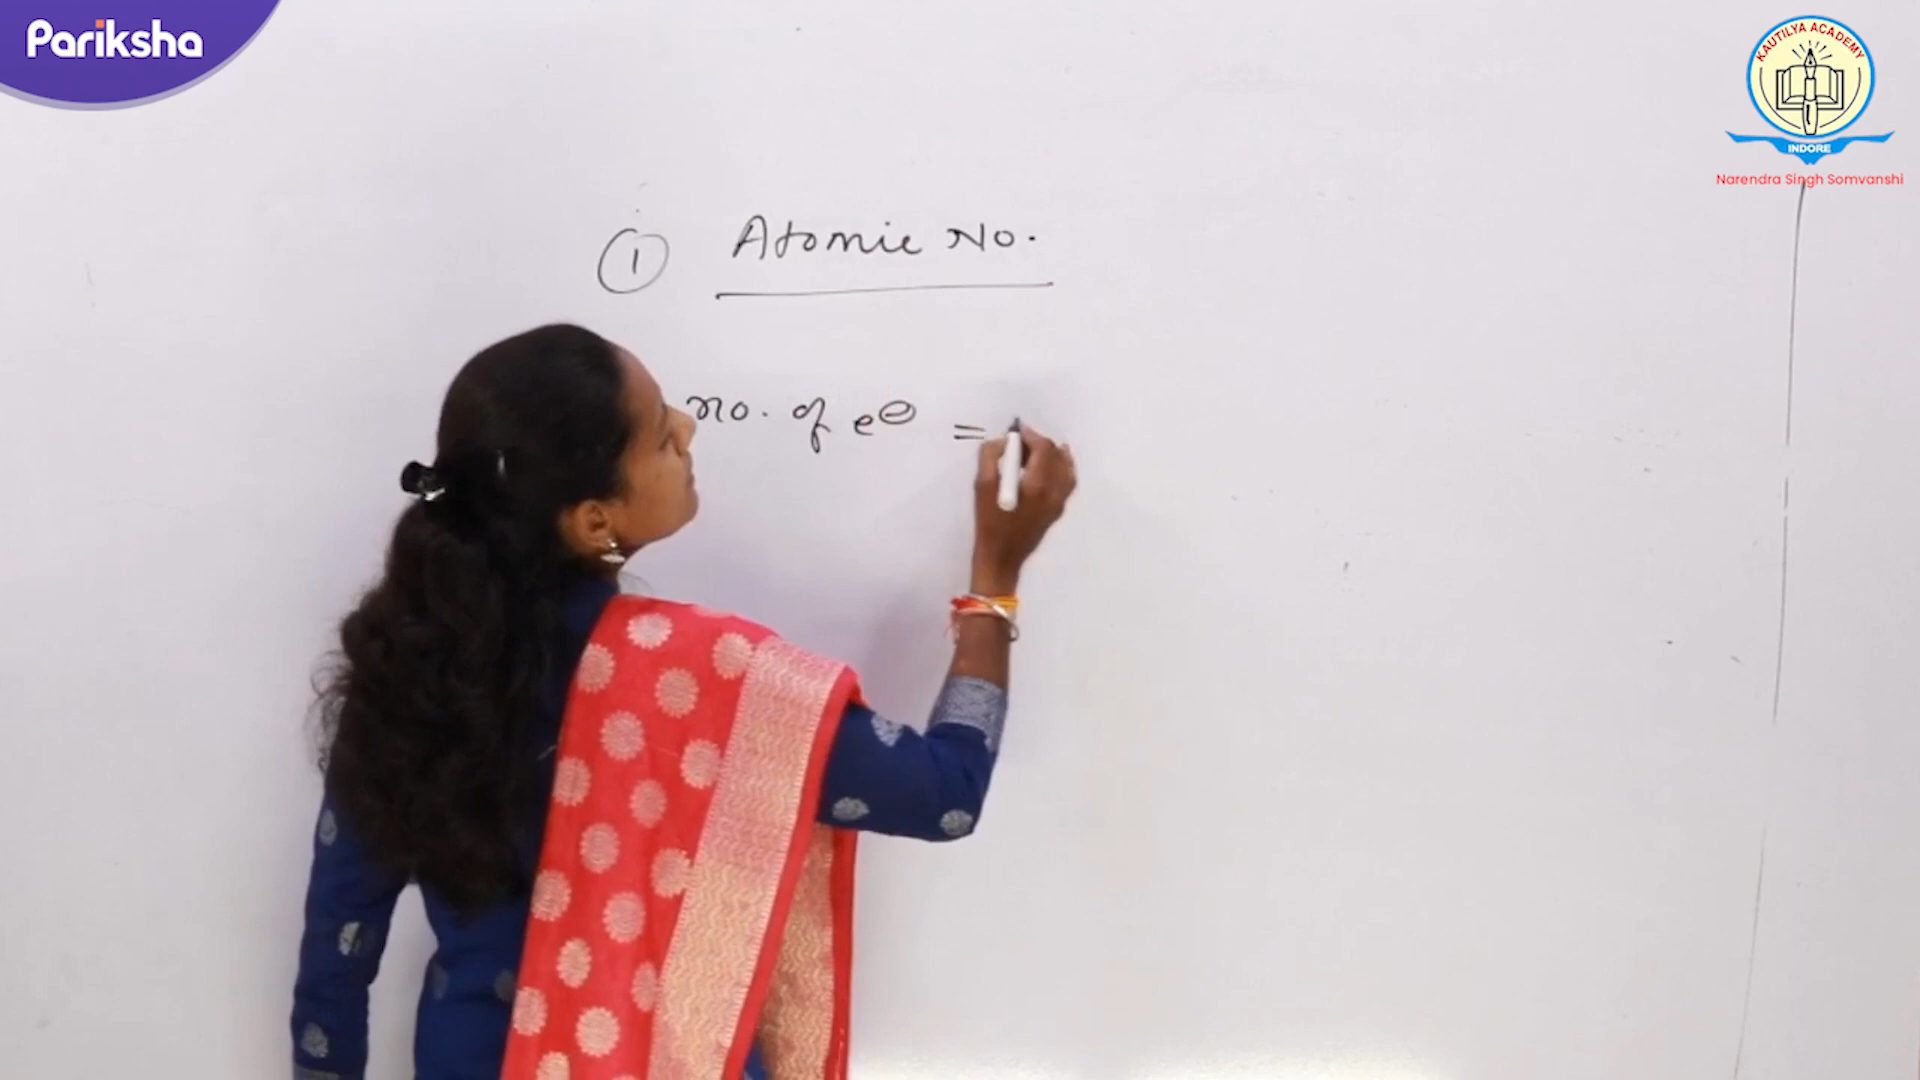 Pariksha
KAUTILYA ACADEMY
INDORE
Narendra Singh Somvanshi
① Atomic No.
no. of e⊖ =